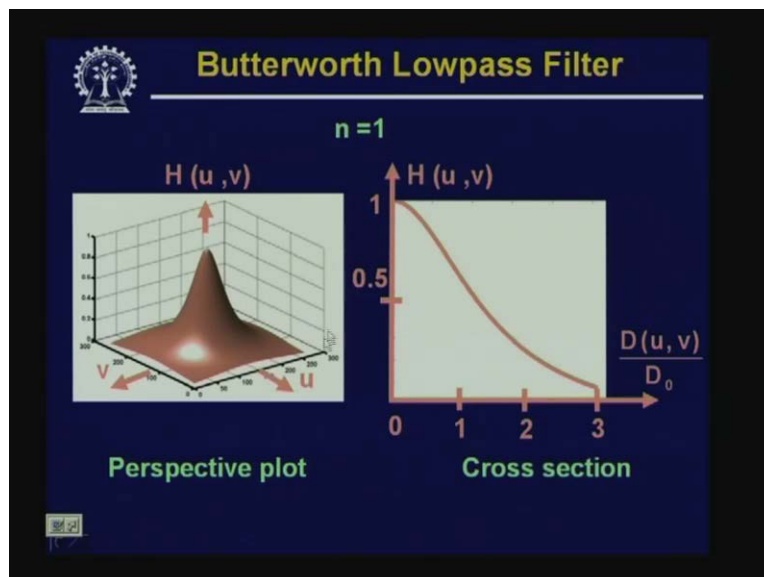 Butterworth Lowpass Filter
n =1
H (u ,v)
H (u ,v)
1
0.5
D (u, v)
D₀
0 1 2 3
v
u
Perspective plot
Cross section